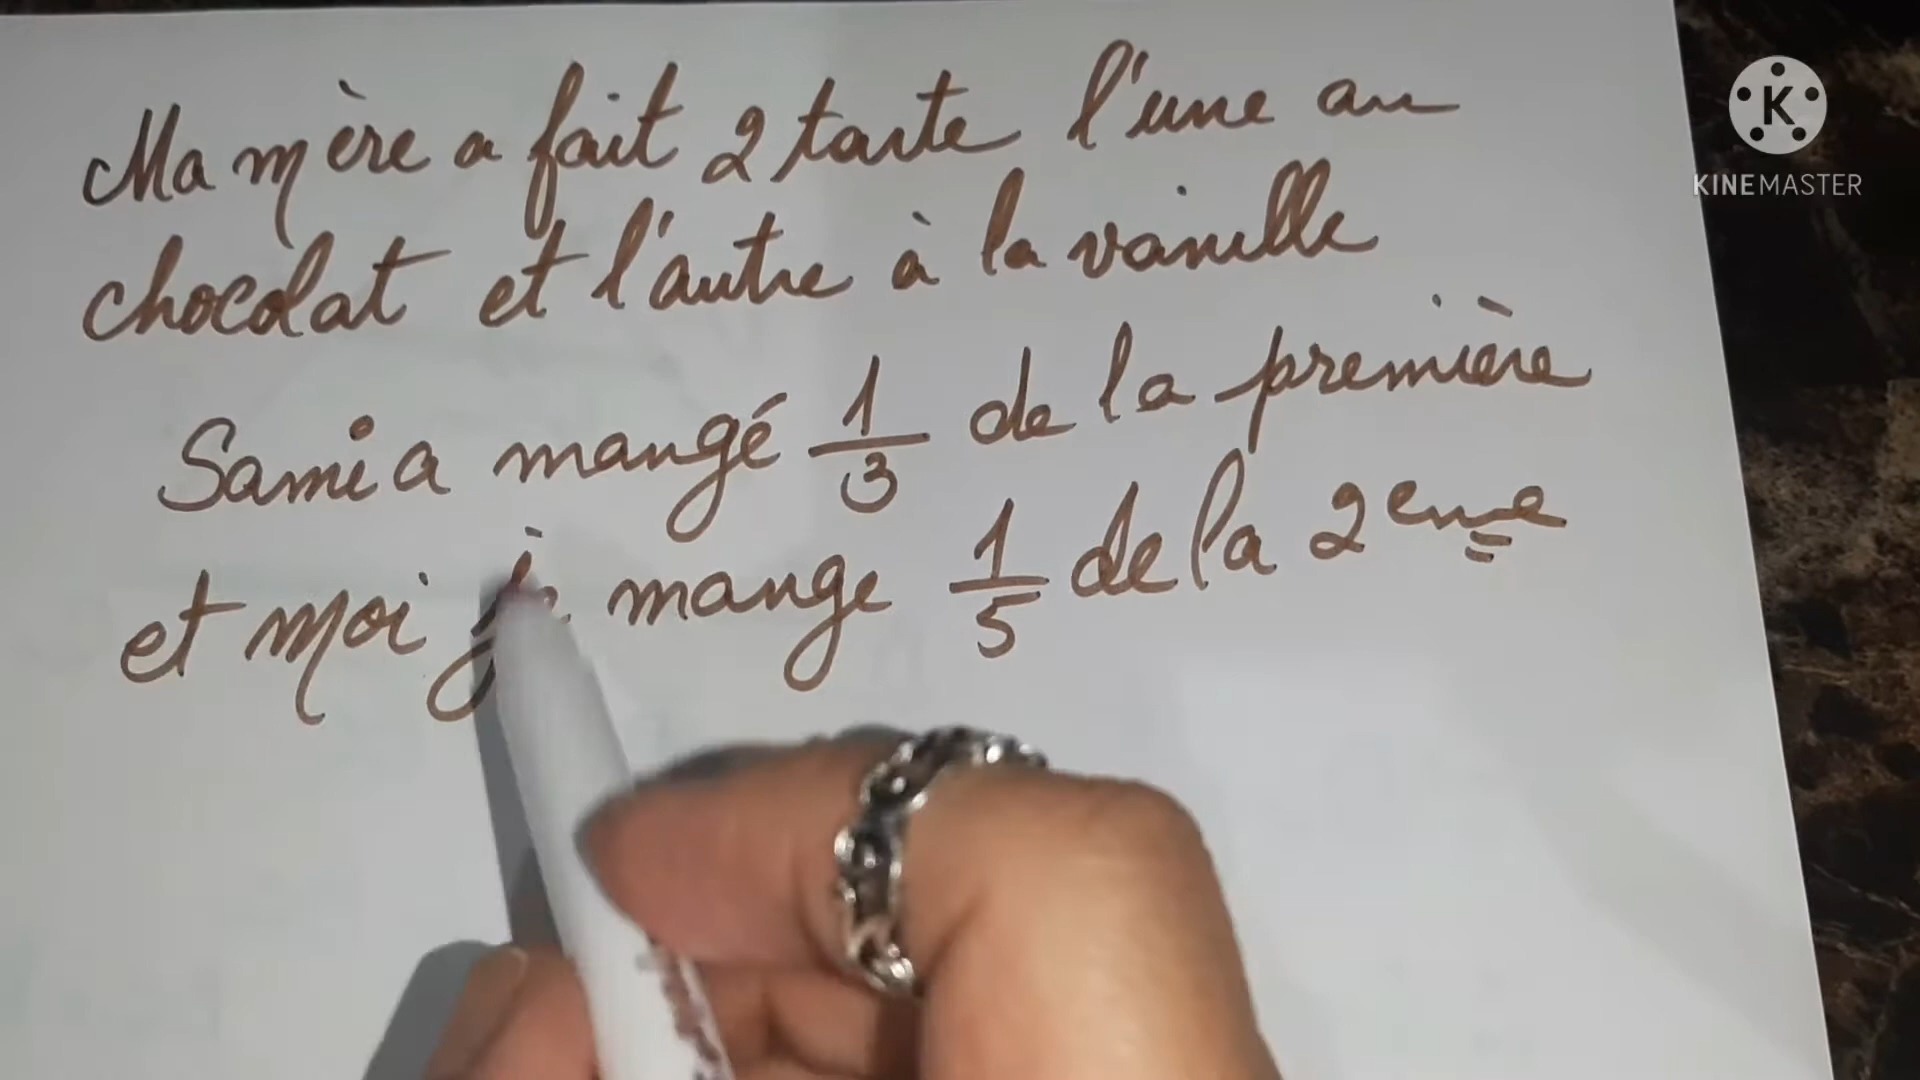 Ma mère a fait 2 tarte l'une au
chocolat et l'autre à la vanille
Sami a mangé 1/3 de la première
et moi je mange 1/5 de la 2eme
K
KINEMASTER